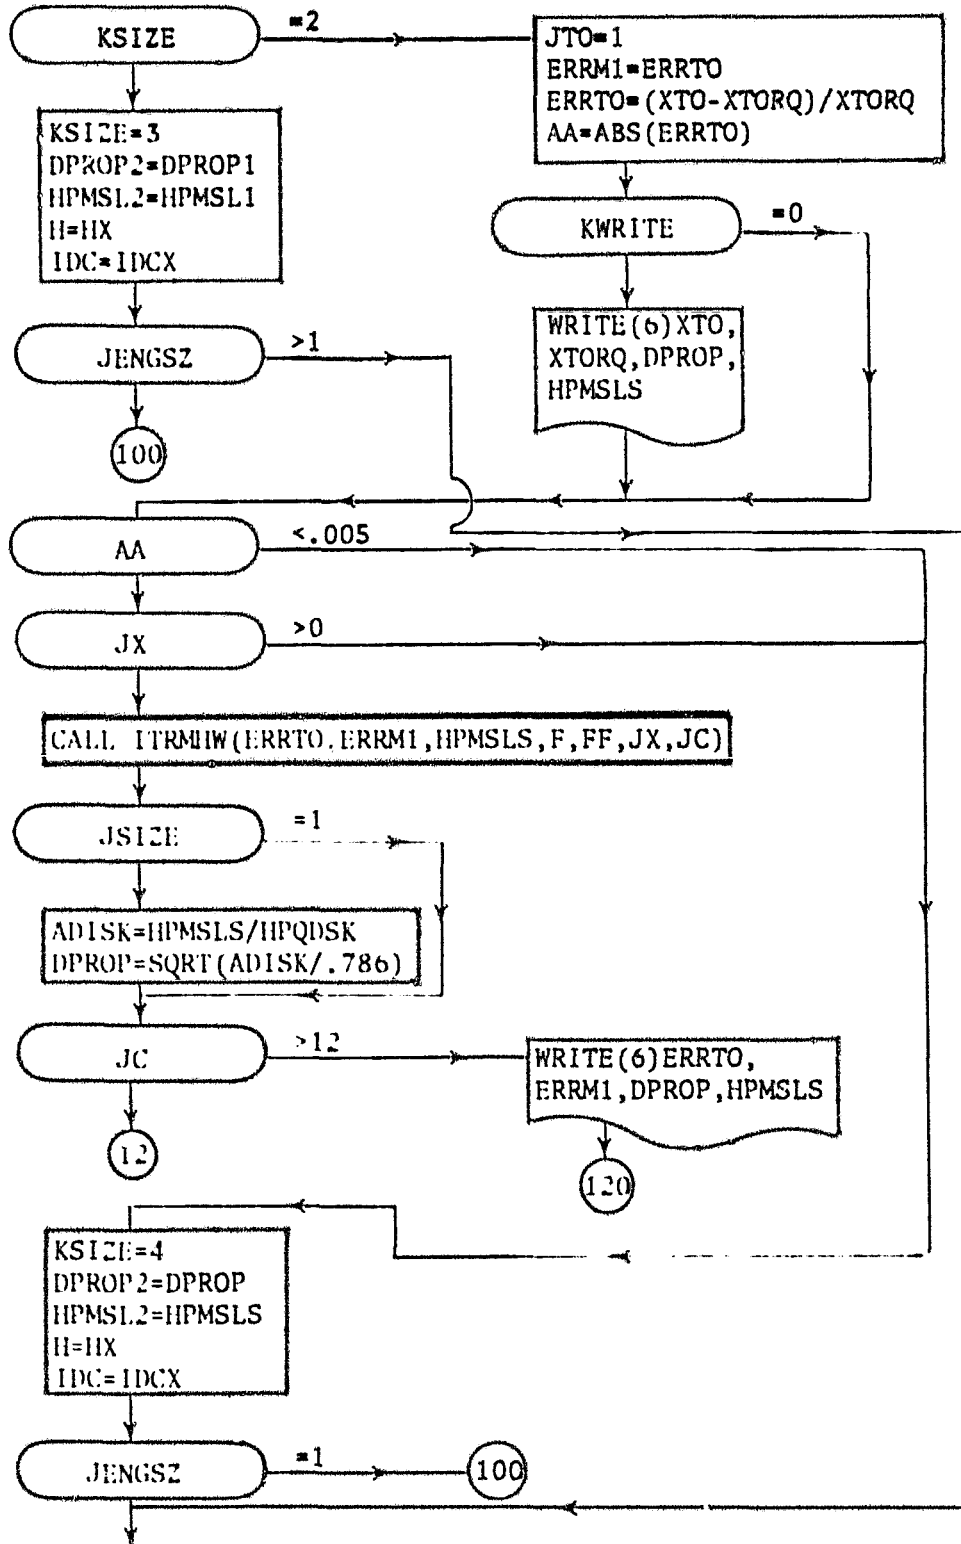 KSIZE
=2
JTO=1
ERRM1=ERRTO
ERRTO=(XTO-XTORQ)/XTORQ
AA=ABS(ERRTO)
KSIZE=3
DPROP2=DPROP1
HPMSL2=HPMSL1
H=HX
IDC=IDCX
KWRITE
=0
JENGSZ
>1
WRITE(6)XTO,
XTORQ,DPROP,
HPMSLS
100
AA
<.005
JX
>0
CALL ITRMHW(ERRTO,ERRM1,HPMSLS,F,FF,JX,JC)
JSIZE
=1
ADISK=HPMSLS/HPQDSK
DPROP=SQRT(ADISK/.786)
JC
>12
WRITE(6)ERRTO,
ERRM1,DPROP,HPMSLS
12
120
KSIZE=4
DPROP2=DPROP
HPMSL2=HPMSLS
H=HX
IDC=IDCX
JENGSZ
=1
100